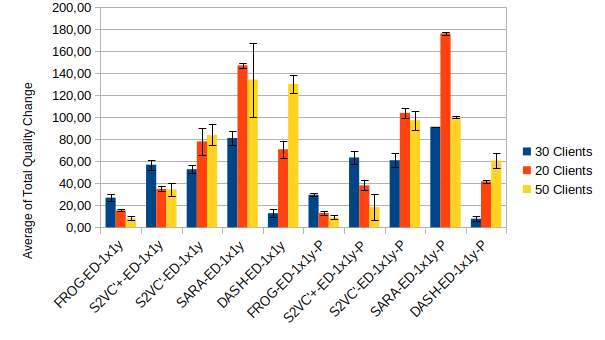 Average of Total Quality Change
200,00
180,00
160,00
140,00
120,00
100,00
80,00
60,00
40,00
20,00
0,00
FROG-ED-1x1y
S2VC'+-ED-1x1y
S2VC'-ED-1x1y
SARA-ED-1x1y
DASH-ED-1x1y
FROG-ED-1x1y-P
S2VC'+-ED-1x1y-P
S2VC'-ED-1x1y-P
SARA-ED-1x1y-P
DASH-ED-1x1y-P
30 Clients
20 Clients
50 Clients